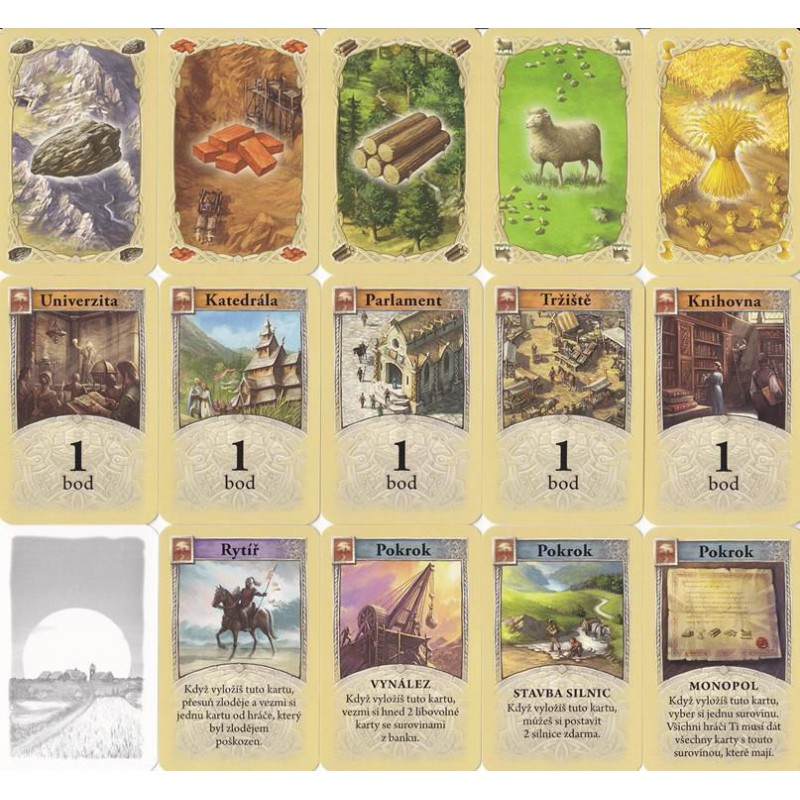 Univerzita
Katedrála
Parlament
Tržiště
Knihovna
1
bod
1
bod
1
bod
1
bod
1
bod
Rytíř
Když vyložíš tuto kartu,
přesuň zloděje a vezmi si
jednu kartu od hráče, který
byl zlodějem
poškozen.
Pokrok
VYNÁLEZ
Když vyložíš tuto kartu,
vezmi si hned 2 libovolné
karty se surovinami
z banku.
Pokrok
STAVBA SILNIC
Když vyložíš tuto kartu,
můžeš si postavit
2 silnice zdarma.
Pokrok
MONOPOL
Když vyložíš tuto kartu,
vyber si jednu surovinu.
Všichni hráči Ti musí dát
všechny karty s touto
surovinou, které mají.